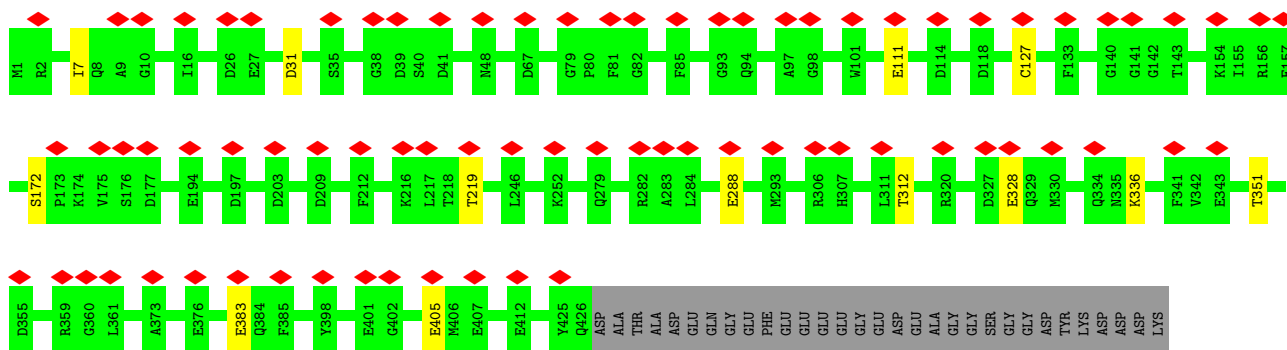 M1 R2 I7 Q8 A9 G10 I16 D26 E27 D31 S35 G38 D39 S40 D41 N48 D67 G79 P80 F81 G82 F85 G93 Q94 A97 G98 W101 E111 D114 D118 C127 F133 G140 G141 G142 T143 K154 I155 R156
S172 P173 K174 V175 S176 D177 E194 D197 D203 D209 F212 K216 L217 T218 T219 L246 K252 Q279 R282 A283 L284 E288 M293 R306 H307 L311 T312 R320 D327 E328 Q329 M330 Q334 N335 K336 F341 V342 E343 T351
D355 R359 G360 L361 A373 E376 E383 Q384 F385 Y398 E401 G402 E405 M406 E407 E412 Y425 Q426 ASP ALA THR ALA ASP GLU GLN GLY GLU PHE GLU GLU GLU GLU GLY GLU ASP GLU ALA GLY GLY SER GLY GLY ASP TYR LYS ASP ASP ASP LYS